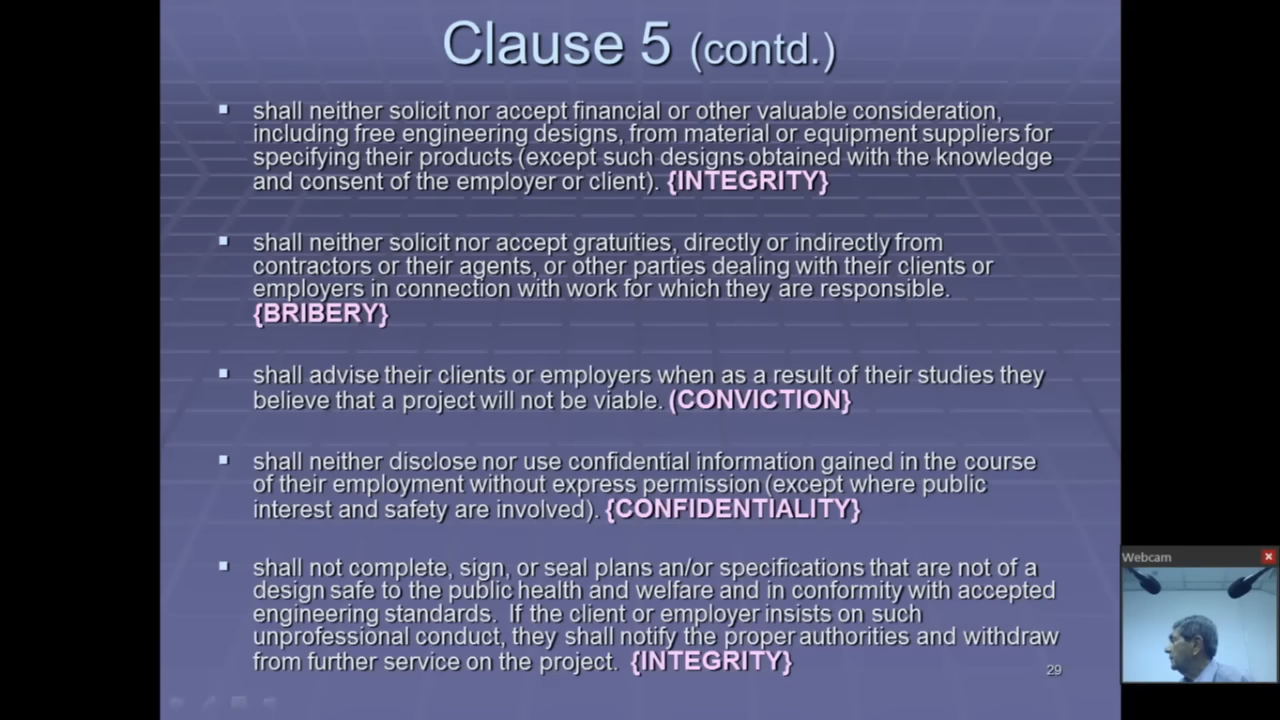 Clause 5 (contd.)
shall neither solicit nor accept financial or other valuable consideration,
including free engineering designs, from material or equipment suppliers for
specifying their products (except such designs obtained with the knowledge
and consent of the employer or client). {INTEGRITY}
shall neither solicit nor accept gratuities, directly or indirectly from
contractors or their agents, or other parties dealing with their clients or
employers in connection with work for which they are responsible.
{BRIBERY}
shall advise their clients or employers when as a result of their studies they
believe that a project will not be viable. (CONVICTION}
shall neither disclose nor use confidential information gained in the course
of their employment without express permission (except where public
interest and safety are involved). {CONFIDENTIALITY}
shall not complete, sign, or seal plans an/or specifications that are not of a
design safe to the public health and welfare and in conformity with accepted
engineering standards. If the client or employer insists on such
unprofessional conduct, they shall notify the proper authorities and withdraw
from further service on the project. {INTEGRITY}
29
Webcam